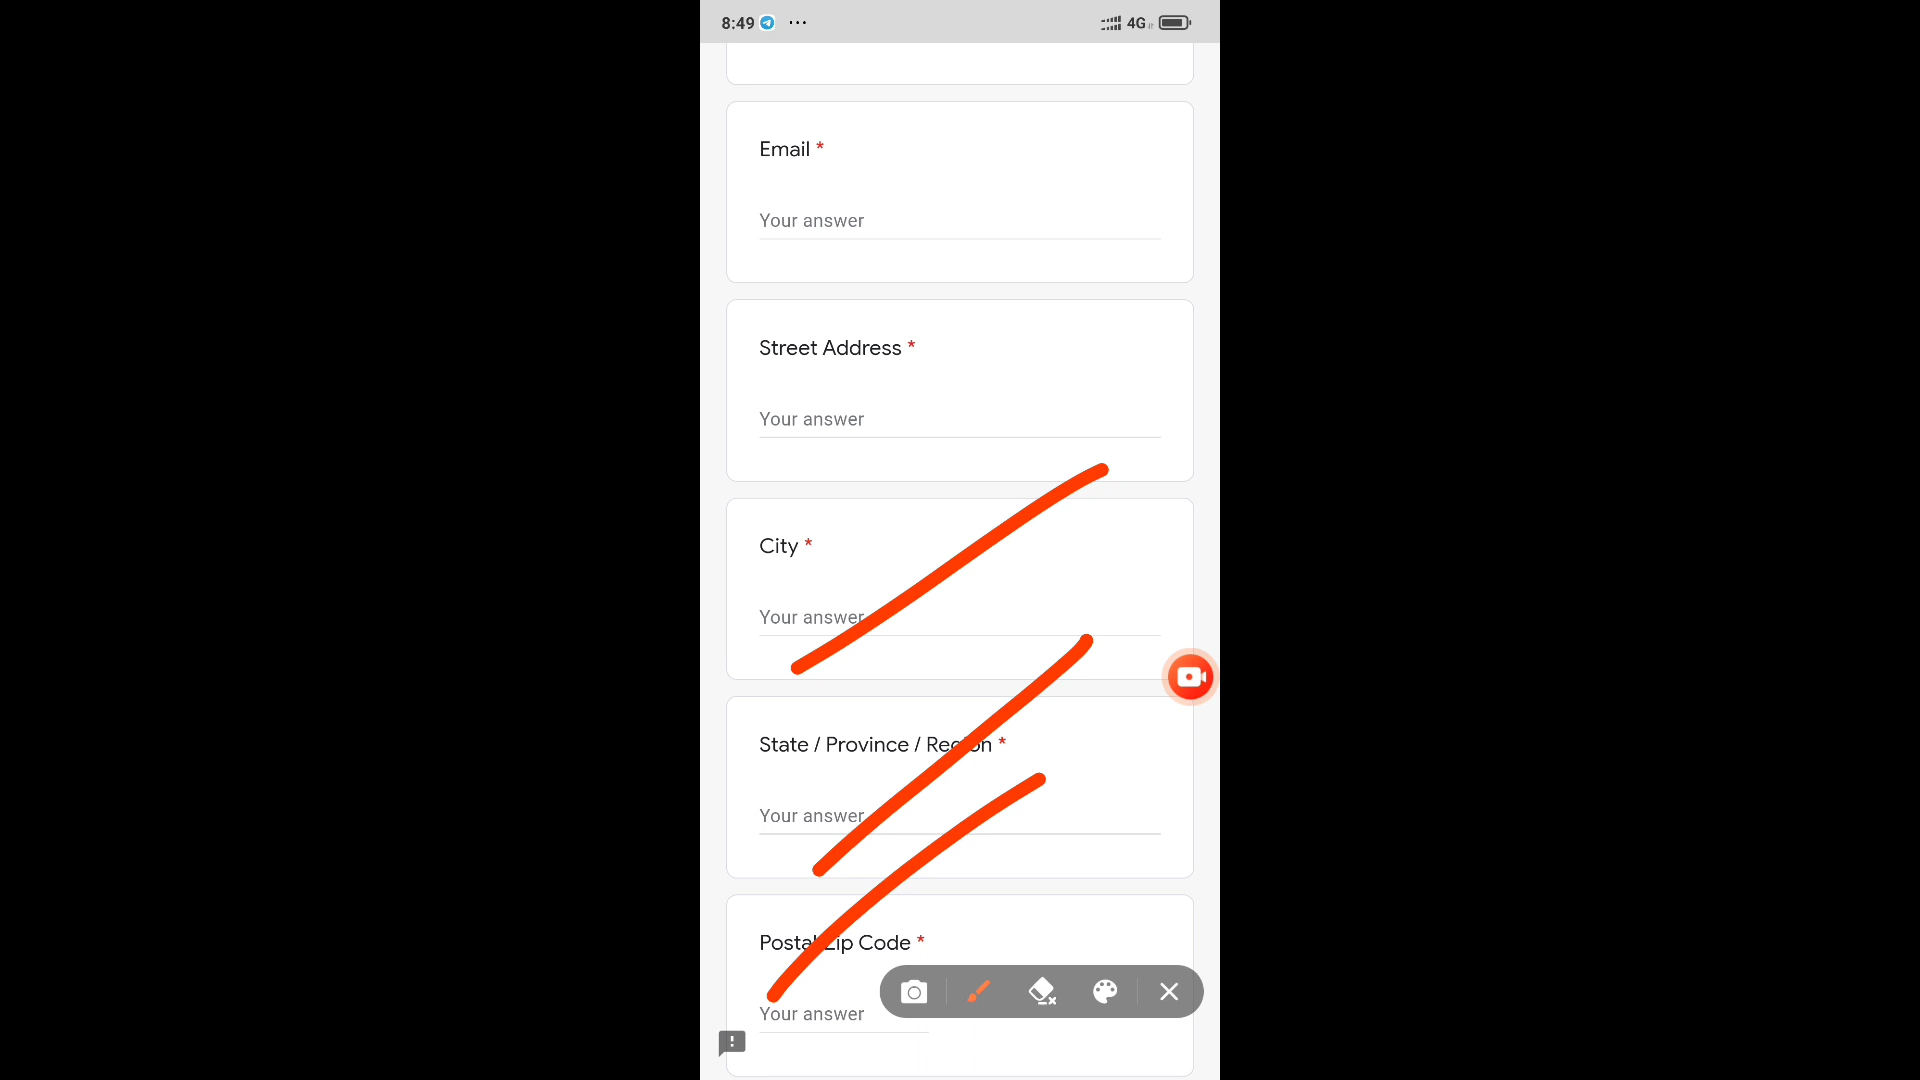 8:49
4G
Email *
Your answer
Street Address *
Your answer
City *
Your answer
State / Province / Region *
Your answer
Postal Zip Code *
Your answer